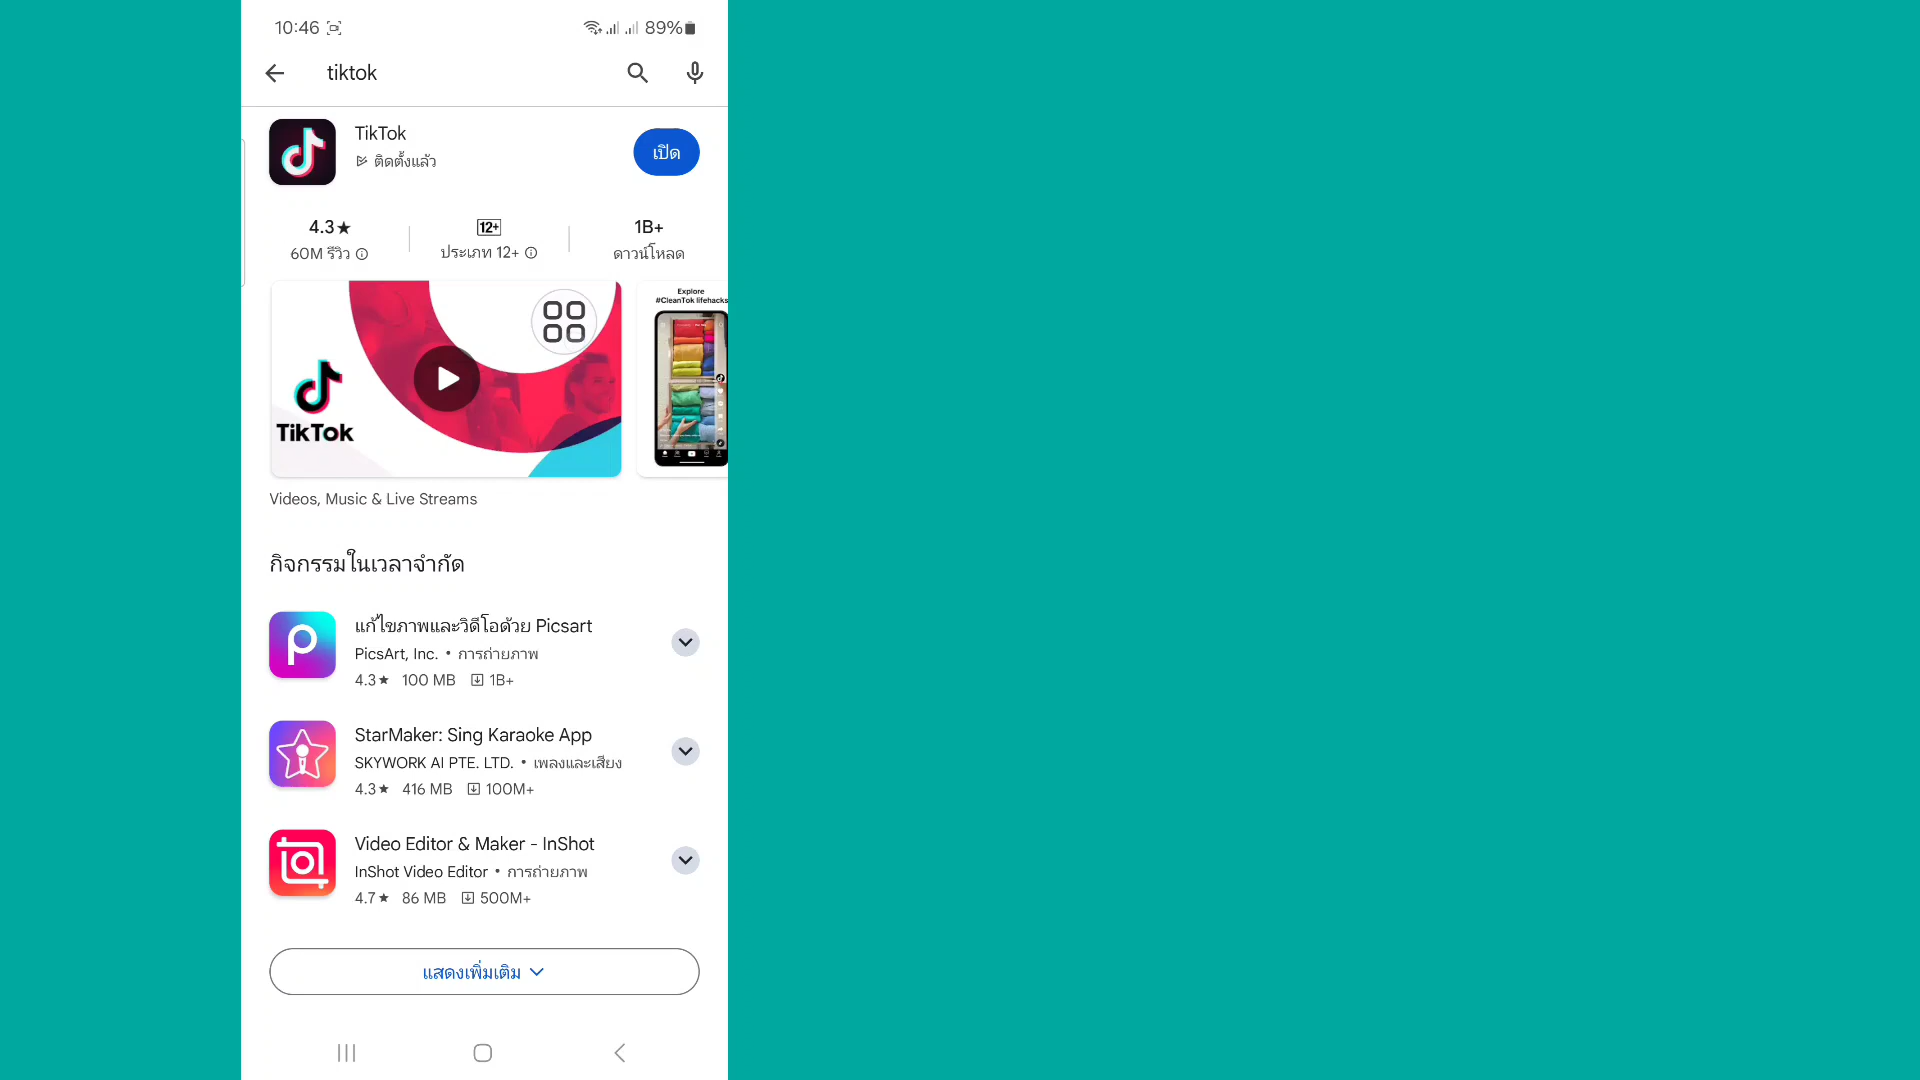 10:46
89%
tiktok
TikTok
ติดตั้งแล้ว
เปิด
4.3★
12+
1B+
60M รีวิว
ประเภท 12+
ดาวน์โหลด
Explore
#CleanTok lifehacks
TikTok
Videos, Music & Live Streams
กิจกรรมในเวลาจำกัด
แก้ไขภาพและวิดีโอด้วย Picsart
PicsArt, Inc. • การถ่ายภาพ
4.3★ 100 MB 1B+
StarMaker: Sing Karaoke App
SKYWORK AI PTE. LTD. • เพลงและเสียง
4.3★ 416 MB 100M+
Video Editor & Maker - InShot
InShot Video Editor • การถ่ายภาพ
4.7★ 86 MB 500M+
แสดงเพิ่มเติม